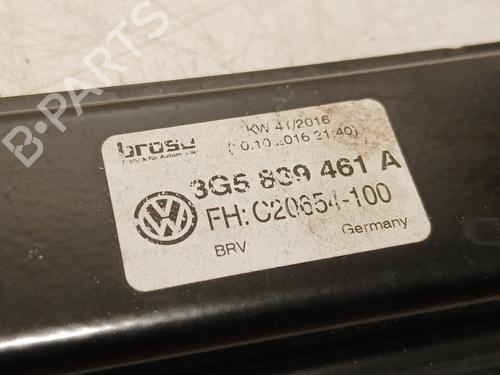 B-PARTS
brose
KW 41/2016
3G5 839 461 A
FH: C20654-100
BRV
Germany